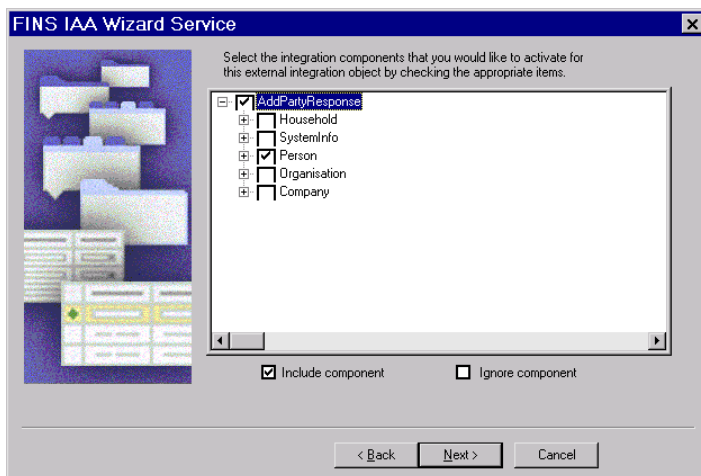 FINS IAA Wizard Service
Select the integration components that you would like to activate for
this external integration object by checking the appropriate items.
AddPartyResponse
Household
SystemInfo
Person
Organisation
Company
Include component
Ignore component
< Back
Next >
Cancel